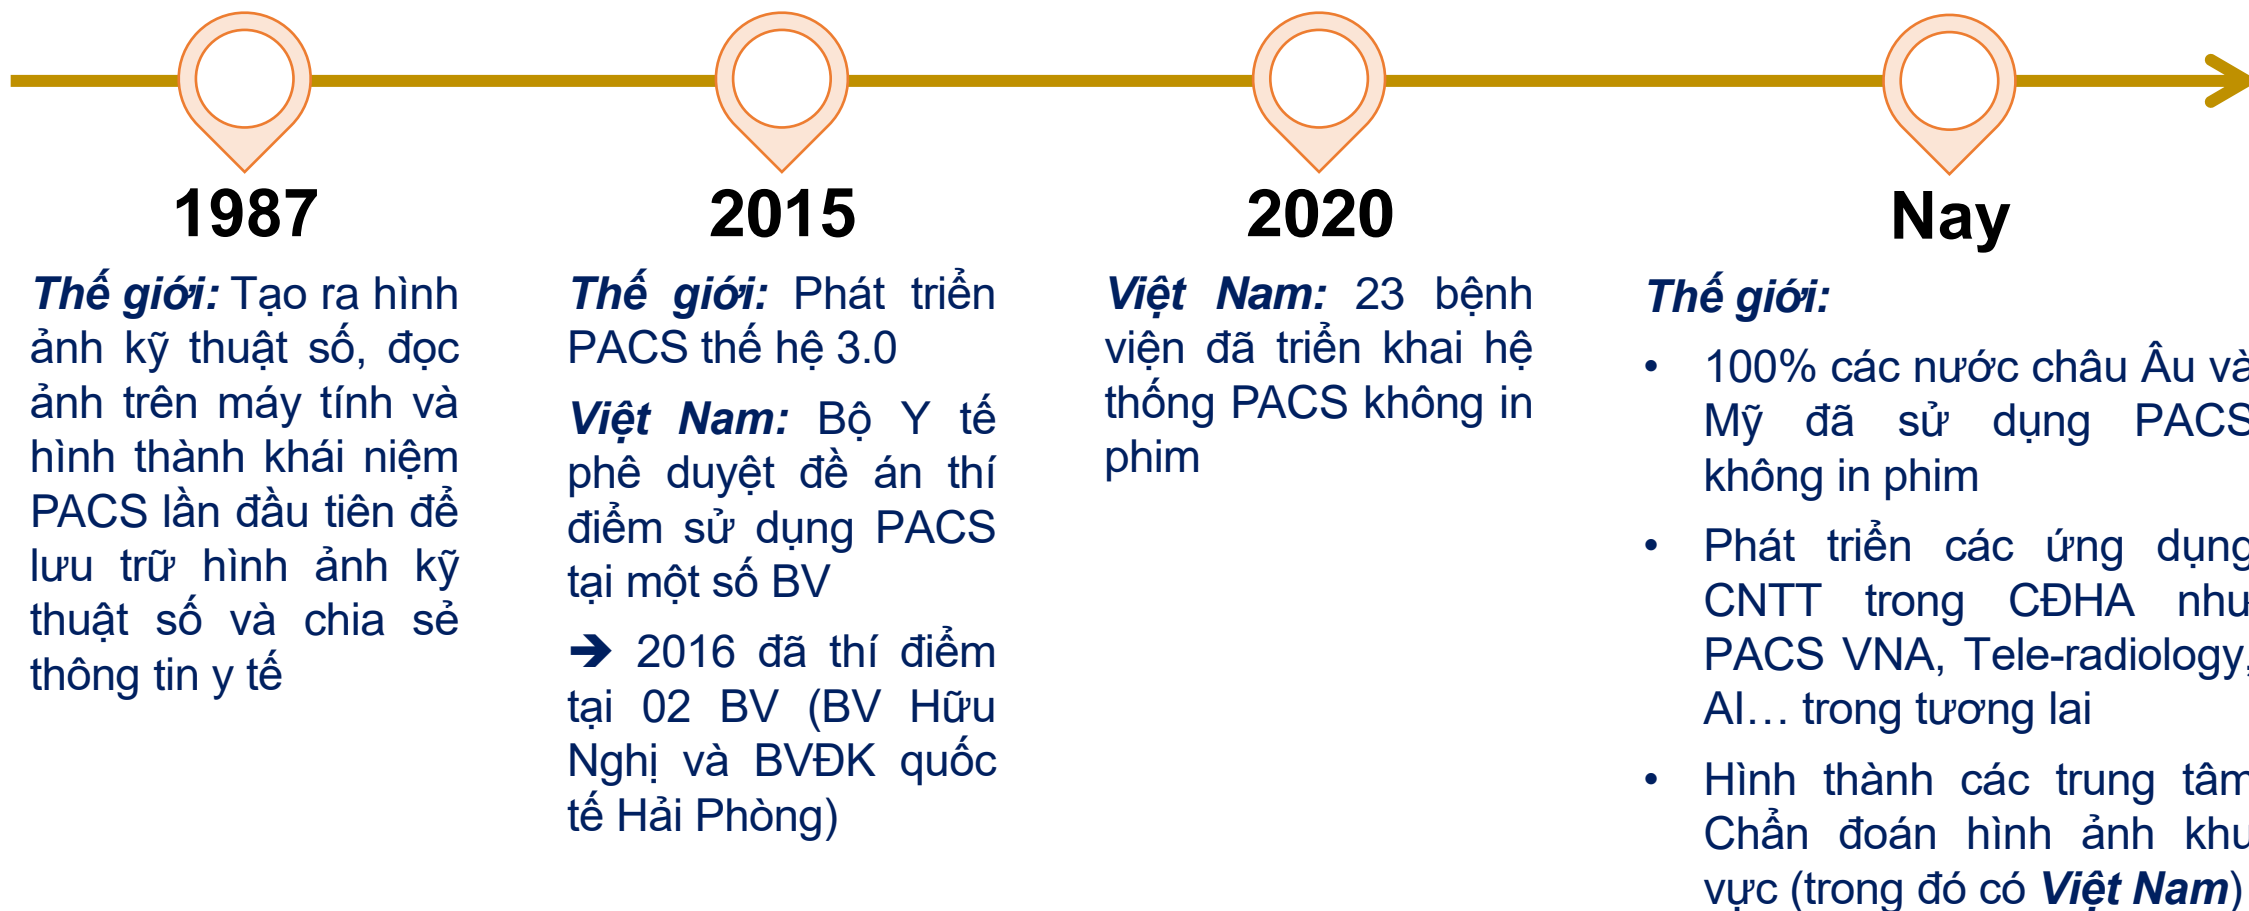 1987
Thế giới: Tạo ra hình
ảnh kỹ thuật số, đọc
ảnh trên máy tính và
hình thành khái niệm
PACS lần đầu tiên để
lưu trữ hình ảnh kỹ
thuật số và chia sẻ
thông tin y tế
2015
Thế giới: Phát triển
PACS thế hệ 3.0
Việt Nam: Bộ Y tế
phê duyệt đề án thí
điểm sử dụng PACS
tại một số BV
➔ 2016 đã thí điểm
tại 02 BV (BV Hữu
Nghị và BVĐK quốc
tế Hải Phòng)
2020
Việt Nam: 23 bệnh
viện đã triển khai hệ
thống PACS không in
phim
Nay
Thế giới:
• 100% các nước châu Âu và
Mỹ đã sử dụng PACS
không in phim
• Phát triển các ứng dụng
CNTT trong CĐHA như
PACS VNA, Tele-radiology,
AI… trong tương lai
• Hình thành các trung tâm
Chẩn đoán hình ảnh khu
vực (trong đó có Việt Nam)